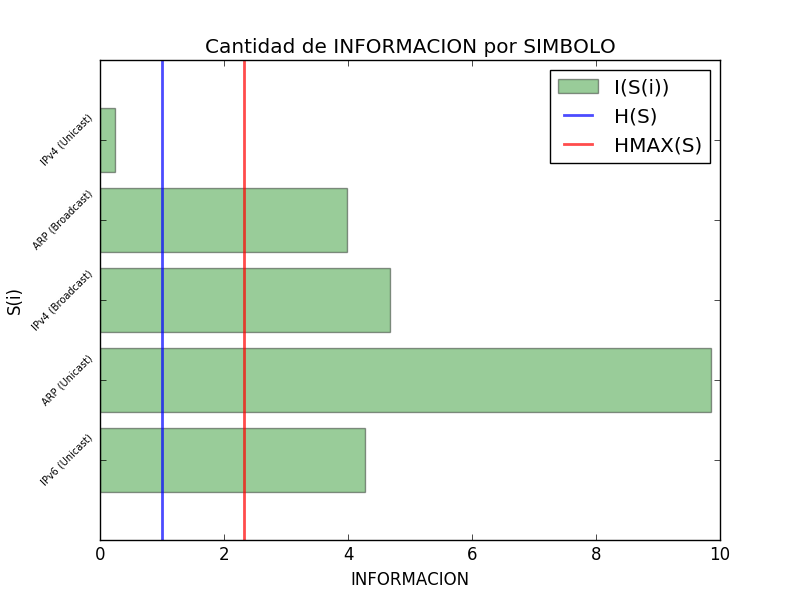 Cantidad de INFORMACION por SIMBOLO
I(S(i))
H(S)
HMAX(S)
S(i)
IPv4 (Unicast)
ARP (Broadcast)
IPv4 (Broadcast)
ARP (Unicast)
IPv6 (Unicast)
0 2 4 6 8 10
INFORMACION